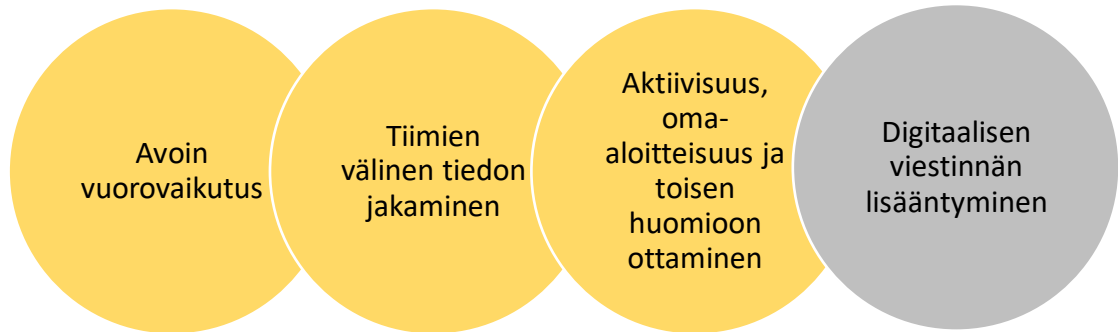 Avoin
vuorovaikutus
Tiimien
välinen tiedon
jakaminen
Aktiivisuus,
oma-
aloitteisuus ja
toisen
huomioon
ottaminen
Digitaalisen
viestinnän
lisääntyminen